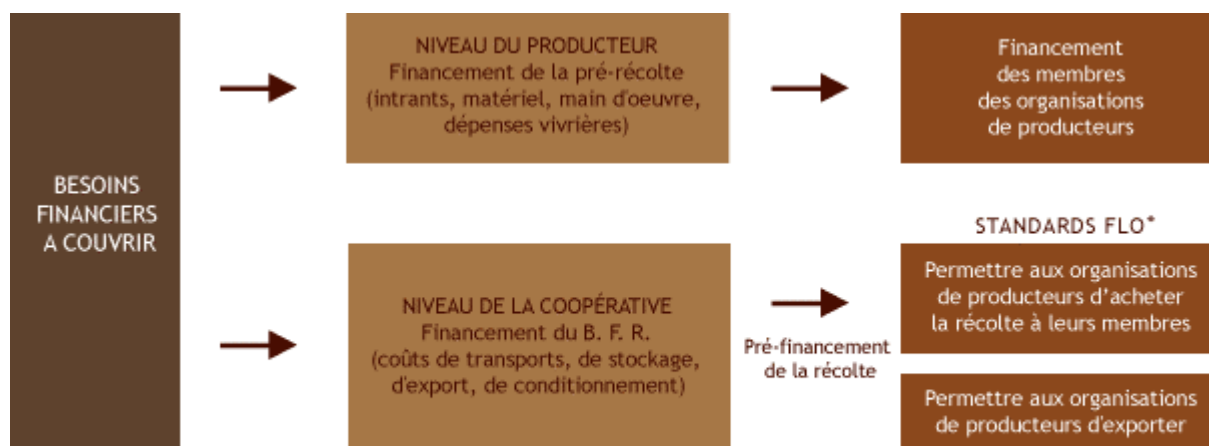 BESOINS
FINANCIERS
A COUVRIR
NIVEAU DU PRODUCTEUR
Financement de la pré-récolte
(intrants, matériel, main d'oeuvre,
dépenses vivrières)
Financement
des membres
des organisations
de producteurs
NIVEAU DE LA COOPÉRATIVE
Financement du B. F. R.
(coûts de transports, de stockage,
d'export, de conditionnement)
Pré-financement
de la récolte
STANDARDS FLO*
Permettre aux organisations
de producteurs d’acheter
la récolte à leurs membres
Permettre aux organisations
de producteurs d'exporter